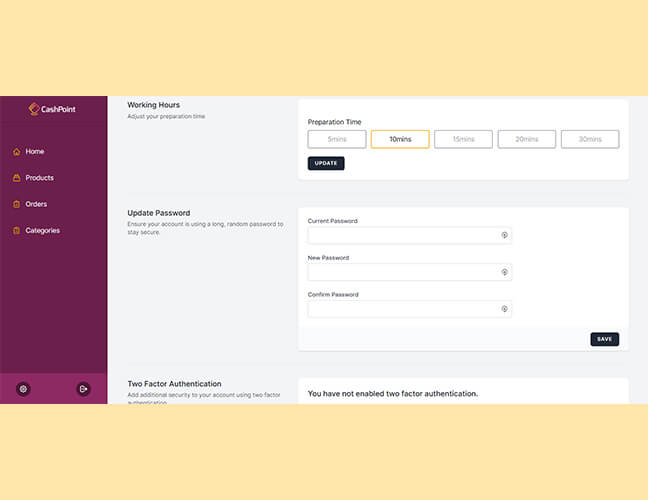 CashPoint
Home
Products
Orders
Categories
Working Hours
Adjust your preparation time
Preparation Time
5mins
10mins
15mins
20mins
30mins
UPDATE
Update Password
Ensure your account is using a long, random password to
stay secure.
Current Password
New Password
Confirm Password
SAVE
Two Factor Authentication
Add additional security to your account using two factor
authentication
You have not enabled two factor authentication.